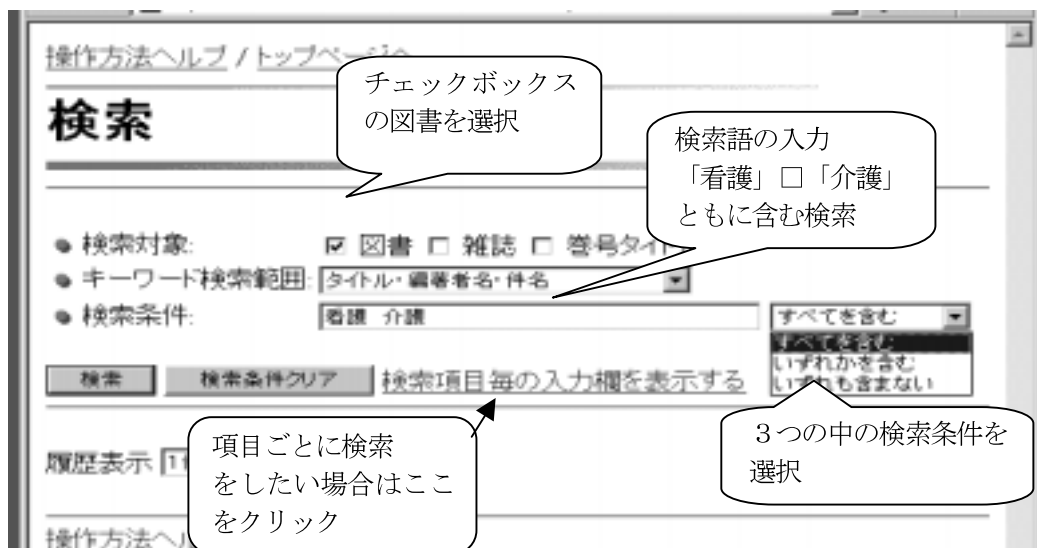 操作方法ヘルプ / トップページへ
チェックボックス
の図書を選択
検索
検索語の入力
「看護」□「介護」
ともに含む検索
検索対象: 図書 雑誌 巻号タイトル
キーワード検索範囲: タイトル・編著者名・件名
検索条件: 看護 介護 すべてを含む
すべてを含む
いずれかを含む
いずれも含まない
検索 検索条件クリア 検索項目毎の入力欄を表示する
3つの中の検索条件を
選択
項目ごとに検索
をしたい場合はここ
をクリック
履歴表示
操作方法ヘル